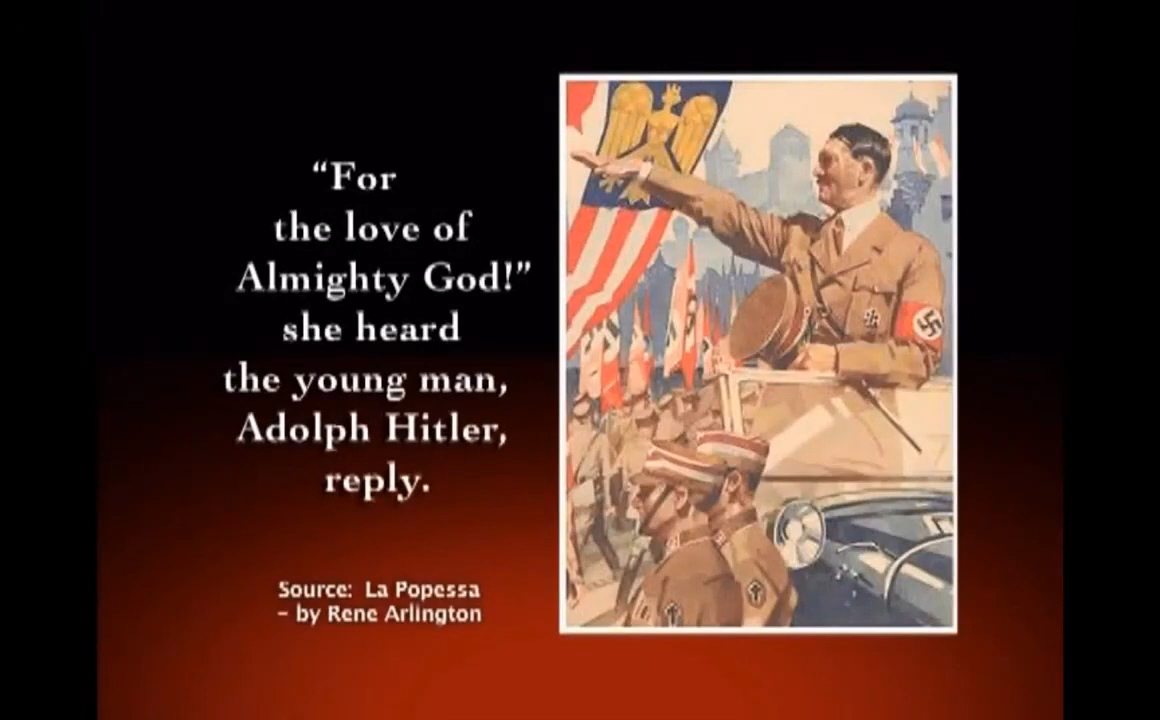 “For
the love of
Almighty God!”
she heard
the young man,
Adolph Hitler,
reply.
Source: La Popessa
- by Rene Arlington